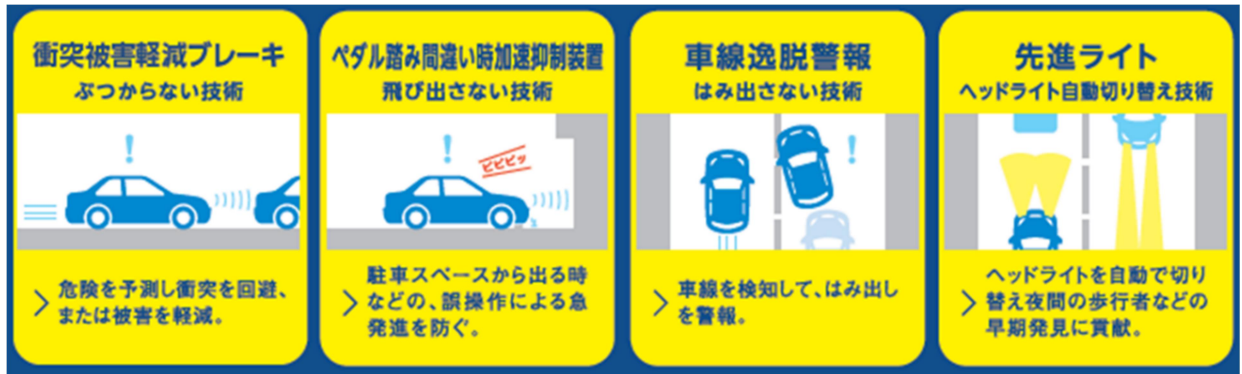 衝突被害軽減ブレーキ
ぶつからない技術
!
危険を予測し衝突を回避、
または被害を軽減。
ペダル踏み間違い時加速抑制装置
飛び出さない技術
!
ピピピッ
駐車スペースから出る時
などの、誤操作による急
発進を防ぐ。
車線逸脱警報
はみ出さない技術
!
車線を検知して、はみ出し
を警報。
先進ライト
ヘッドライト自動切り替え技術
ヘッドライトを自動で切り
替え夜間の歩行者などの
早期発見に貢献。